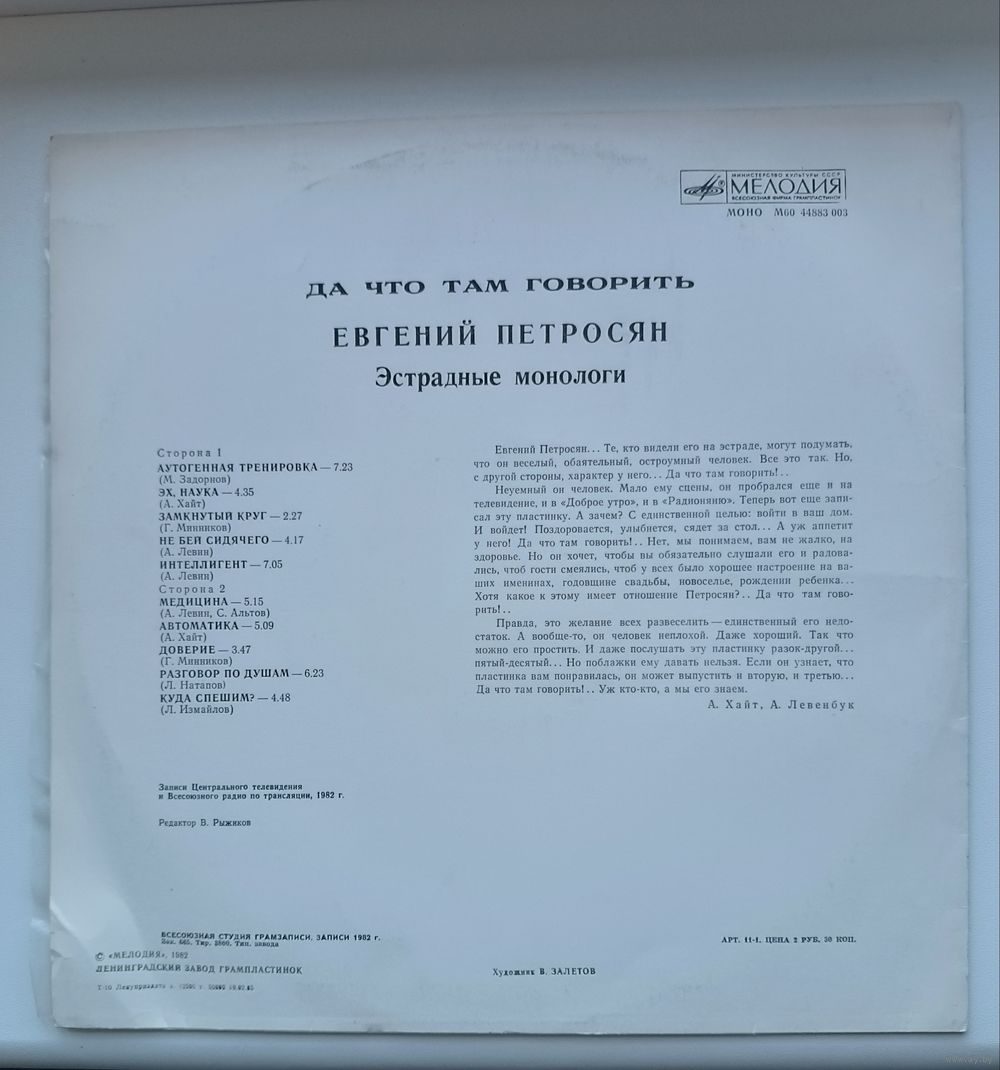 МИНИСТЕРСТВО КУЛЬТУРЫ СССР
МЕЛОДИЯ
ВСЕСОЮЗНАЯ ФИРМА ГРАМПЛАСТИНОК
МОНО М60 44883 003
ДА ЧТО ТАМ ГОВОРИТЬ
ЕВГЕНИЙ ПЕТРОСЯН
Эстрадные монологи
Сторона 1
АУТОГЕННАЯ ТРЕНИРОВКА — 7.23
(М. Задорнов)
ЭХ, НАУКА — 4.35
(А. Хайт)
ЗАМКНУТЫЙ КРУГ — 2.27
(Г. Минников)
НЕ БЕЙ СИДЯЧЕГО — 4.17
(А. Левин)
ИНТЕЛЛИГЕНТ — 7.05
(А. Левин)
Сторона 2
МЕДИЦИНА — 5.15
(А. Левин, С. Альтов)
АВТОМАТИКА — 5.09
(А. Хайт)
ДОВЕРИЕ — 3.47
(Г. Минников)
РАЗГОВОР ПО ДУШАМ — 6.23
(Л. Натапов)
КУДА СПЕШИМ? — 4.48
(Л. Измайлов)
Евгений Петросян... Те, кто видели его на эстраде, могут подумать,
что он веселый, обаятельный, остроумный человек. Все это так. Но,
с другой стороны, характер у него... Да что там говорить!..
Неуемный он человек. Мало ему сцены, он пробрался еще и на
телевидение, и в «Доброе утро», и в «Радионяню». Теперь вот еще запи-
сал эту пластинку. А зачем? С единственной целью: войти в ваш дом.
И войдет! Поздоровается, улыбнется, сядет за стол... А уж аппетит
у него! Да что там говорить!.. Нет, мы понимаем, вам не жалко, на
здоровье. Но он хочет, чтобы вы обязательно слушали его и радова-
лись, чтоб гости смеялись, чтоб у всех было хорошее настроение на ва-
ших именинах, годовщине свадьбы, новоселье, рождении ребенка...
Хотя какое к этому имеет отношение Петросян?.. Да что там гово-
рить!..
Правда, это желание всех развеселить — единственный его недо-
статок. А вообще-то, он человек неплохой. Даже хороший. Так что
можно его простить. И даже послушать эту пластинку разок-другой...
пятый-десятый... Но поблажки ему давать нельзя. Если он узнает, что
пластинка вам понравилась, он может выпустить и вторую, и третью...
Да что там говорить!.. Уж кто-кто, а мы его знаем.
А. Хайт, А. Левенбук
Записи Центрального телевидения
и Всесоюзного радио по трансляции, 1982 г.
Редактор В. Рыжиков
ВСЕСОЮЗНАЯ СТУДИЯ ГРАМЗАПИСИ. ЗАПИСИ 1982 г.
Зак. 665. Тир. Тип. завода
АРТ. 11-1. ЦЕНА 2 РУБ. 50 КОП.
© «МЕЛОДИЯ», 1982
ЛЕНИНГРАДСКИЙ ЗАВОД ГРАМПЛАСТИНОК
Художник В. ЗАЛЕТОВ